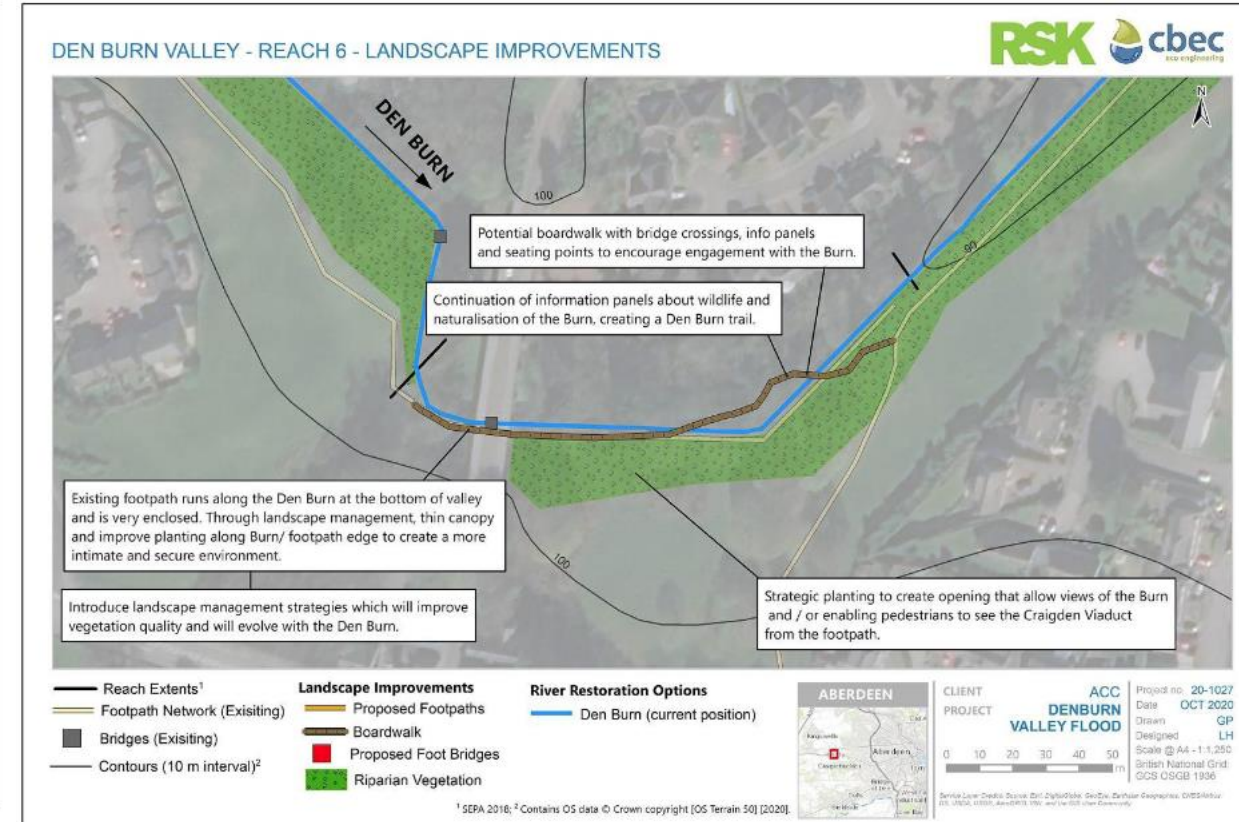 DEN BURN VALLEY - REACH 6 - LANDSCAPE IMPROVEMENTS
RSK
cbec
eco engineering
N
DEN BURN
100
Potential boardwalk with bridge crossings, info panels
and seating points to encourage engagement with the Burn.
90
Continuation of information panels about wildlife and
naturalisation of the Burn, creating a Den Burn trail.
Existing footpath runs along the Den Burn at the bottom of valley
and is very enclosed. Through landscape management, thin canopy
and improve planting along Burn/ footpath edge to create a more
intimate and secure environment.
100
Introduce landscape management strategies which will improve
vegetation quality and will evolve with the Den Burn.
Strategic planting to create opening that allow views of the Burn
and / or enabling pedestrians to see the Craigden Viaduct
from the footpath.
Reach Extents¹
Footpath Network (Exisiting)
Bridges (Exisiting)
Contours (10 m interval)²
Landscape Improvements
Proposed Footpaths
Boardwalk
Proposed Foot Bridges
Riparian Vegetation
River Restoration Options
Den Burn (current position)
¹ SEPA 2018; ² Contains OS data © Crown copyright [OS Terrain 50] [2020].
ABERDEEN
Kingswells
Aberdeen
CLIENT ACC
PROJECT DENBURN
VALLEY FLOOD
0 10 20 30 40 50
m
Project no. 20-1027
Date OCT 2020
Drawn GP
Designed LH
Scale @ A4 - 1:1,250
British National Grid
GCS OSGB 1936